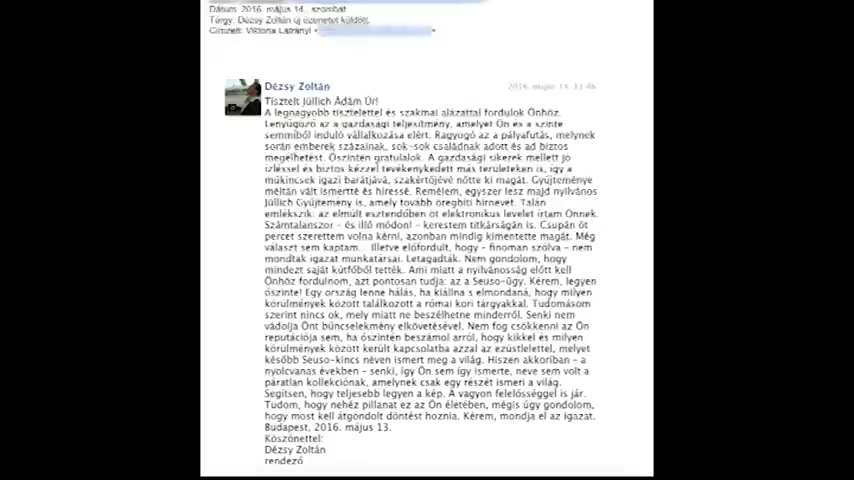 Dátum: 2016. május 14., szombat
Tárgy: Dézsy Zoltán új üzenetet küldött.
Címzett: Viktória Látrányi
Dézsy Zoltán
2016. május 14. 11:46
Tisztelt Jüllich Ádám Úr!
A legnagyobb tisztelettel és szakmai alázattal fordulok Önhöz.
Lenyűgöző az a gazdasági teljesítmény, amelyet Ön és a szinte
semmiből induló vállalkozása elért. Ragyogó az a pályafutás, melynek
során emberek százainak, sok-sok családnak adott és ad biztos
megélhetést. Őszintén gratulálok. A gazdasági sikerek mellett jó
ízléssel és biztos kézzel tevékenykedett más területeken is, így a
műkincsek igazi barátjává, szakértőjévé nőtte ki magát. Gyűjteménye
méltán vált ismertté és híressé. Remélem, egyszer lesz majd nyilvános
Jüllich Gyűjtemény is, amely tovább öregbíti hírnevét. Talán
emlékszik: az elmúlt esztendőben öt elektronikus levelet írtam Önnek.
Számtalanszor - és illő módon! - kerestem titkárságán is. Csupán öt
percet szerettem volna kérni, azonban mindig kimentette magát. Még
választ sem kaptam. Illetve előfordult, hogy - finoman szólva - nem
mondtak igazat munkatársai. Letagadták. Nem gondolom, hogy
mindezt saját kútfőből tették. Ami miatt a nyilvánosság előtt kell
Önhöz fordulnom, azt pontosan tudja: az a Seuso-ügy. Kérem, legyen
őszinte! Egy ország lenne hálás, ha kiállna s elmondaná, hogy milyen
körülmények között találkozott a római kori tárgyakkal. Tudomásom
szerint nincs ok, mely miatt ne beszélhetne minderről. Senki nem
vádolja Önt bűncselekmény elkövetésével. Nem fog csökkenni az Ön
reputációja sem, ha őszintén beszámol arról, hogy kikkel és milyen
körülmények között került kapcsolatba azzal az ezüstlelettel, melyet
később Seuso-kincs néven ismert meg a világ. Hiszen akkoriban - a
nyolcvanas években - senki, így Ön sem így ismerte, neve sem volt a
páratlan kollekciónak, amelynek csak egy részét ismeri a világ.
Segítsen, hogy teljesebb legyen a kép. A vagyon felelősséggel is jár.
Tudom, hogy nehéz pillanat ez az Ön életében, mégis úgy gondolom,
hogy most kell átgondolt döntést hoznia. Kérem, mondja el az igazat.
Budapest, 2016. május 13.
Köszönettel:
Dézsy Zoltán
rendező